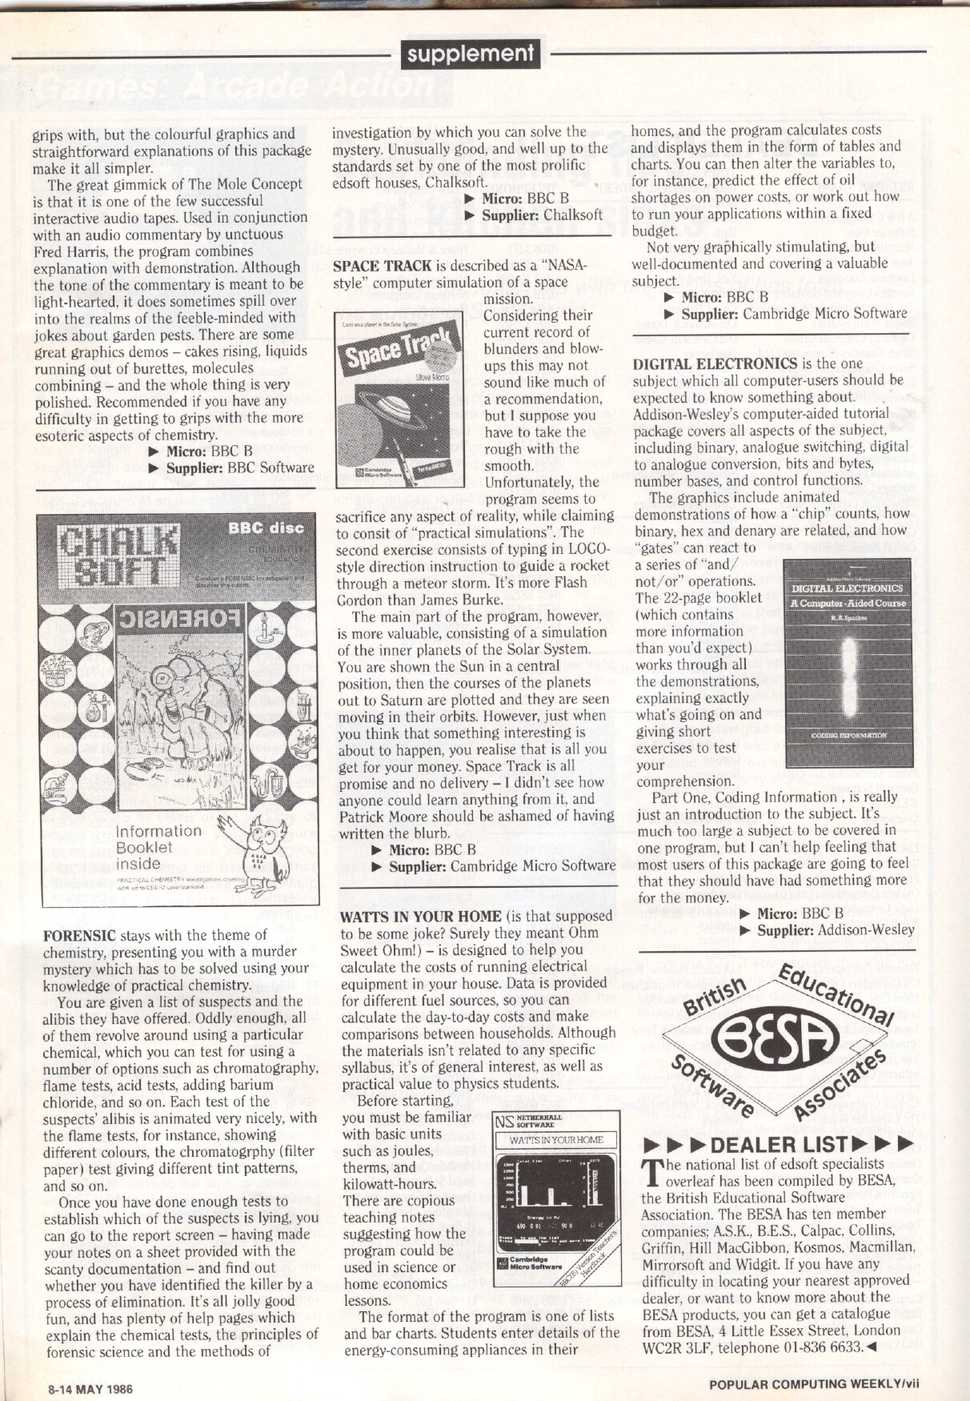 supplement
grips with, but the colourful graphics and
straightforward explanations of this package
make it all simpler.
The great gimmick of The Mole Concept
is that it is one of the few successful
interactive audio tapes. Used in conjunction
with an audio commentary by unctuous
Fred Harris, the program combines
explanation with demonstration. Although
the tone of the commentary is meant to be
light-hearted, it does sometimes spill over
into the realms of the feeble-minded with
jokes about garden pests. There are some
great graphics demos – cakes rising, liquids
running out of burettes, molecules
combining – and the whole thing is very
polished. Recommended if you have any
difficulty in getting to grips with the more
esoteric aspects of chemistry.
▶ Micro: BBC B
▶ Supplier: BBC Software
CHALK
SOFT
BBC disc
FORENSIC
Information
Booklet
inside
FORENSIC stays with the theme of
chemistry, presenting you with a murder
mystery which has to be solved using your
knowledge of practical chemistry.
You are given a list of suspects and the
alibis they have offered. Oddly enough, all
of them revolve around using a particular
chemical, which you can test for using a
number of options such as chromatography,
flame tests, acid tests, adding barium
chloride, and so on. Each test of the
suspects' alibis is animated very nicely, with
the flame tests, for instance, showing
different colours, the chromatogrphy (filter
paper) test giving different tint patterns,
and so on.
Once you have done enough tests to
establish which of the suspects is lying, you
can go to the report screen – having made
your notes on a sheet provided with the
scanty documentation – and find out
whether you have identified the killer by a
process of elimination. It's all jolly good
fun, and has plenty of help pages which
explain the chemical tests, the principles of
forensic science and the methods of
investigation by which you can solve the
mystery. Unusually good, and well up to the
standards set by one of the most prolific
edsoft houses, Chalksoft.
▶ Micro: BBC B
▶ Supplier: Chalksoft
SPACE TRACK is described as a "NASA-
style" computer simulation of a space
mission.
Considering their
current record of
blunders and blow-
ups this may not
sound like much of
a recommendation,
but I suppose you
have to take the
rough with the
smooth.
Unfortunately, the
program seems to
Space Track
Steve Memo
Cambridge
Micro Software
sacrifice any aspect of reality, while claiming
to consit of "practical simulations". The
second exercise consists of typing in LOCO-
style direction instruction to guide a rocket
through a meteor storm. It's more Flash
Gordon than James Burke.
The main part of the program, however,
is more valuable, consisting of a simulation
of the inner planets of the Solar System.
You are shown the Sun in a central
position, then the courses of the planets
out to Saturn are plotted and they are seen
moving in their orbits. However, just when
you think that something interesting is
about to happen, you realise that is all you
get for your money. Space Track is all
promise and no delivery – I didn't see how
anyone could learn anything from it, and
Patrick Moore should be ashamed of having
written the blurb.
▶ Micro: BBC B
▶ Supplier: Cambridge Micro Software
WATTS IN YOUR HOME (is that supposed
to be some joke? Surely they meant Ohm
Sweet Ohm!) – is designed to help you
calculate the costs of running electrical
equipment in your house. Data is provided
for different fuel sources, so you can
calculate the day-to-day costs and make
comparisons between households. Although
the materials isn't related to any specific
syllabus, it's of general interest, as well as
practical value to physics students.
Before starting,
you must be familiar
with basic units
such as joules,
therms, and
kilowatt-hours.
There are copious
teaching notes
suggesting how the
program could be
used in science or
home economics
lessons.
NS NETHERHALL
SOFTWARE
WATTS IN YOUR HOME
Cambridge
Micro Software
The format of the program is one of lists
and bar charts. Students enter details of the
energy-consuming appliances in their
homes, and the program calculates costs
and displays them in the form of tables and
charts. You can then alter the variables to,
for instance, predict the effect of oil
shortages on power costs, or work out how
to run your applications within a fixed
budget.
Not very graphically stimulating, but
well-documented and covering a valuable
subject.
▶ Micro: BBC B
▶ Supplier: Cambridge Micro Software
DIGITAL ELECTRONICS is the one
subject which all computer-users should be
expected to know something about.
Addison-Wesley's computer-aided tutorial
package covers all aspects of the subject,
including binary, analogue switching, digital
to analogue conversion, bits and bytes,
number bases, and control functions.
The graphics include animated
demonstrations of how a "chip" counts, how
binary, hex and denary are related, and how
"gates" can react to
a series of "and/
not/or" operations.
The 22-page booklet
(which contains
more information
than you'd expect)
works through all
the demonstrations,
explaining exactly
what's going on and
giving short
exercises to test
your
comprehension.
DIGITAL ELECTRONICS
A Computer-Aided Course
R.A.Sparkes
CODING INFORMATION
Part One, Coding Information , is really
just an introduction to the subject. It's
much too large a subject to be covered in
one program, but I can't help feeling that
most users of this package are going to feel
that they should have had something more
for the money.
▶ Micro: BBC B
▶ Supplier: Addison-Wesley
British
Educational
BESA
Software
Associates
▶ ▶ ▶ DEALER LIST ▶ ▶ ▶
The national list of edsoft specialists
overleaf has been compiled by BESA,
the British Educational Software
Association. The BESA has ten member
companies; A.S.K., B.E.S., Calpac, Collins,
Griffin, Hill MacGibbon, Kosmos, Macmillan,
Mirrorsoft and Widgit. If you have any
difficulty in locating your nearest approved
dealer, or want to know more about the
BESA products, you can get a catalogue
from BESA, 4 Little Essex Street, London
WC2R 3LF, telephone 01-836 6633.◀
8-14 MAY 1986
POPULAR COMPUTING WEEKLY/vii